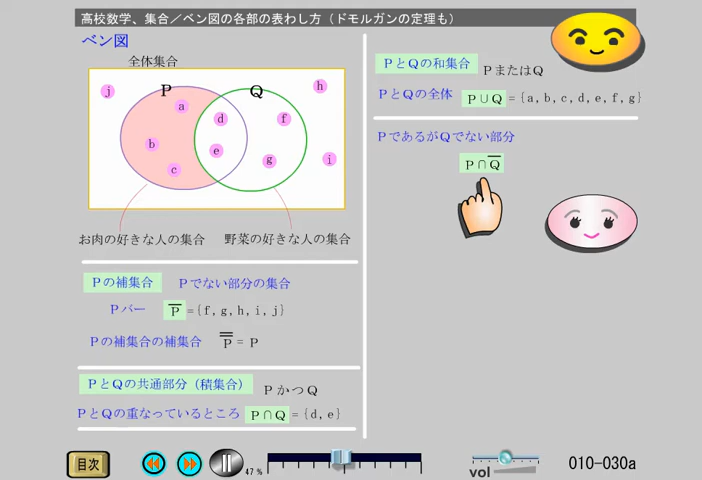 高校数学、集合／ベン図の各部の表わし方（ドモルガンの定理も）
ベン図
全体集合
P
Q
j
h
a
d
f
b
e
g
i
c
お肉の好きな人の集合
野菜の好きな人の集合
Pの補集合 Pでない部分の集合
Pバー P̅ = {f, g, h, i, j}
Pの補集合の補集合 P̿ = P
PとQの共通部分（積集合） PかつQ
PとQの重なっているところ P∩Q = {d, e}
PとQの和集合 PまたはQ
PとQの全体 P∪Q = {a, b, c, d, e, f, g}
PであるがQでない部分
P∩Q̅
目次
47 %
vol
010-030a